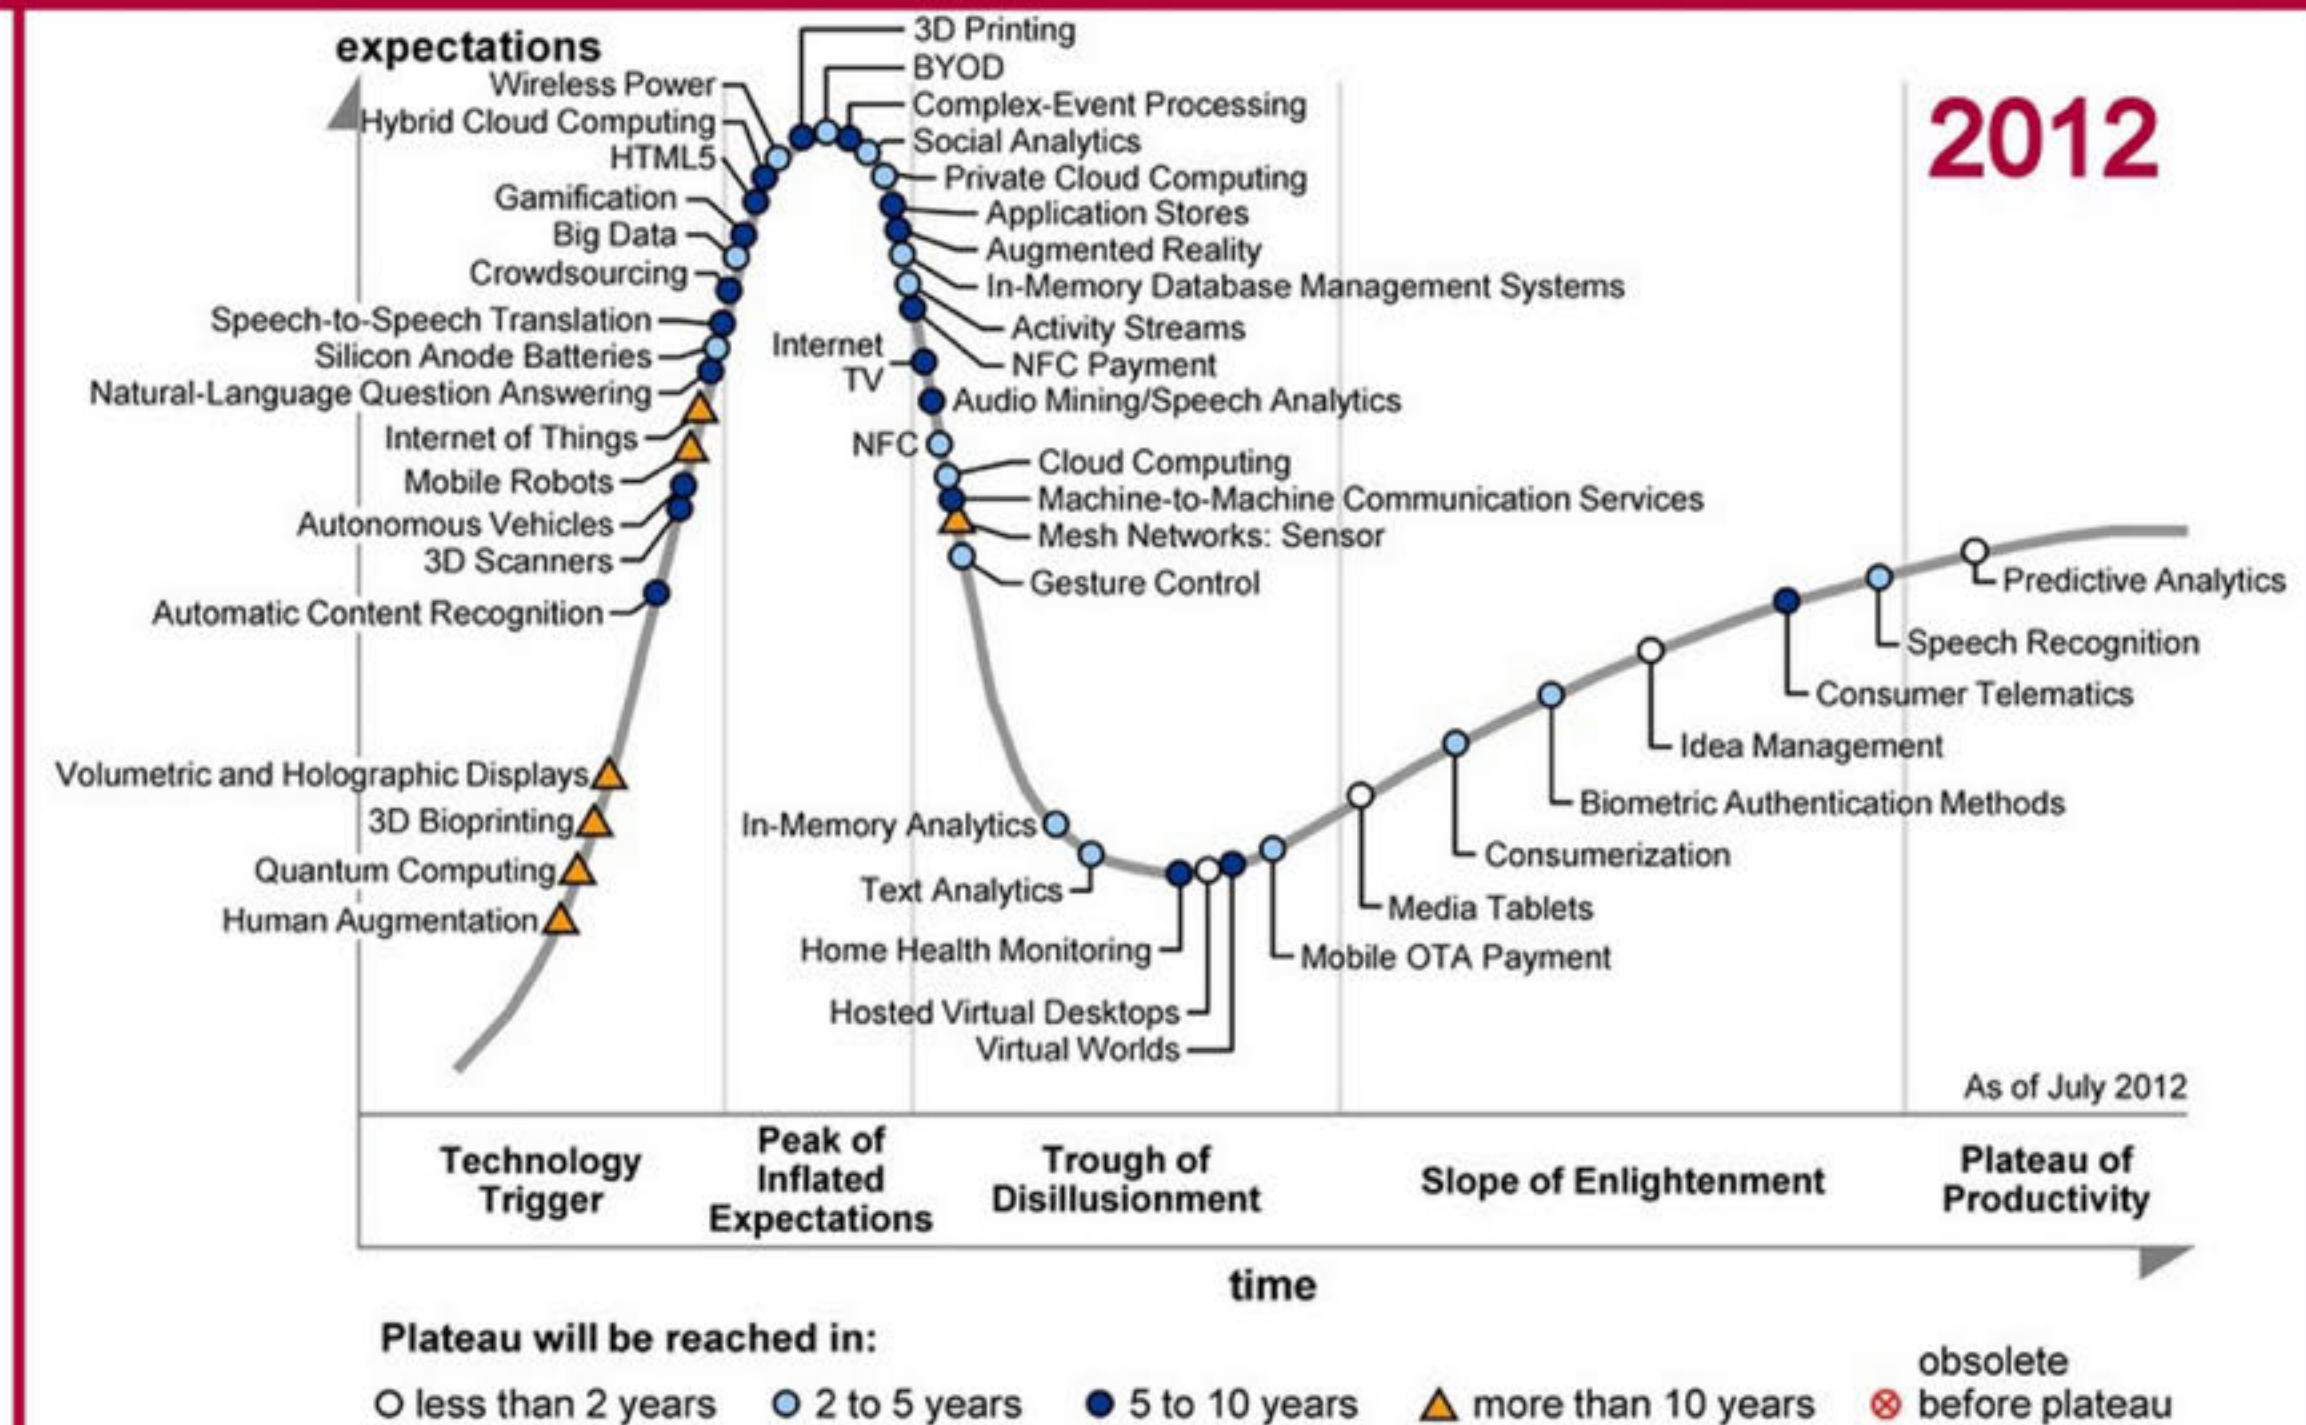 expectations
2012
3D Printing
BYOD
Wireless Power
Complex-Event Processing
Hybrid Cloud Computing
Social Analytics
HTML5
Private Cloud Computing
Gamification
Application Stores
Big Data
Augmented Reality
Crowdsourcing
In-Memory Database Management Systems
Speech-to-Speech Translation
Activity Streams
Silicon Anode Batteries
Internet
TV
NFC Payment
Natural-Language Question Answering
Audio Mining/Speech Analytics
Internet of Things
NFC
Cloud Computing
Mobile Robots
Machine-to-Machine Communication Services
Autonomous Vehicles
Mesh Networks: Sensor
3D Scanners
Gesture Control
Automatic Content Recognition
Predictive Analytics
Speech Recognition
Consumer Telematics
Idea Management
Volumetric and Holographic Displays
Biometric Authentication Methods
3D Bioprinting
In-Memory Analytics
Consumerization
Quantum Computing
Text Analytics
Media Tablets
Human Augmentation
Home Health Monitoring
Mobile OTA Payment
Hosted Virtual Desktops
Virtual Worlds
As of July 2012
Technology
Trigger
Peak of
Inflated
Expectations
Trough of
Disillusionment
Slope of Enlightenment
Plateau of
Productivity
time
Plateau will be reached in:
less than 2 years
2 to 5 years
5 to 10 years
more than 10 years
obsolete
before plateau